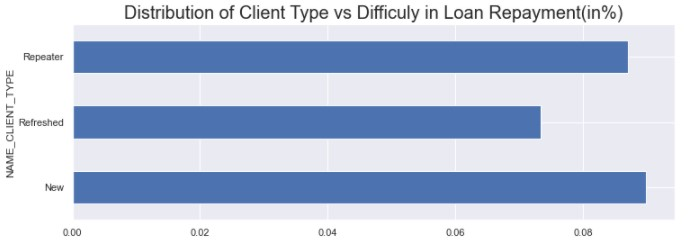 Distribution of Client Type vs Difficuly in Loan Repayment(in%)
NAME_CLIENT_TYPE
Repeater
Refreshed
New
0.00 0.02 0.04 0.06 0.08